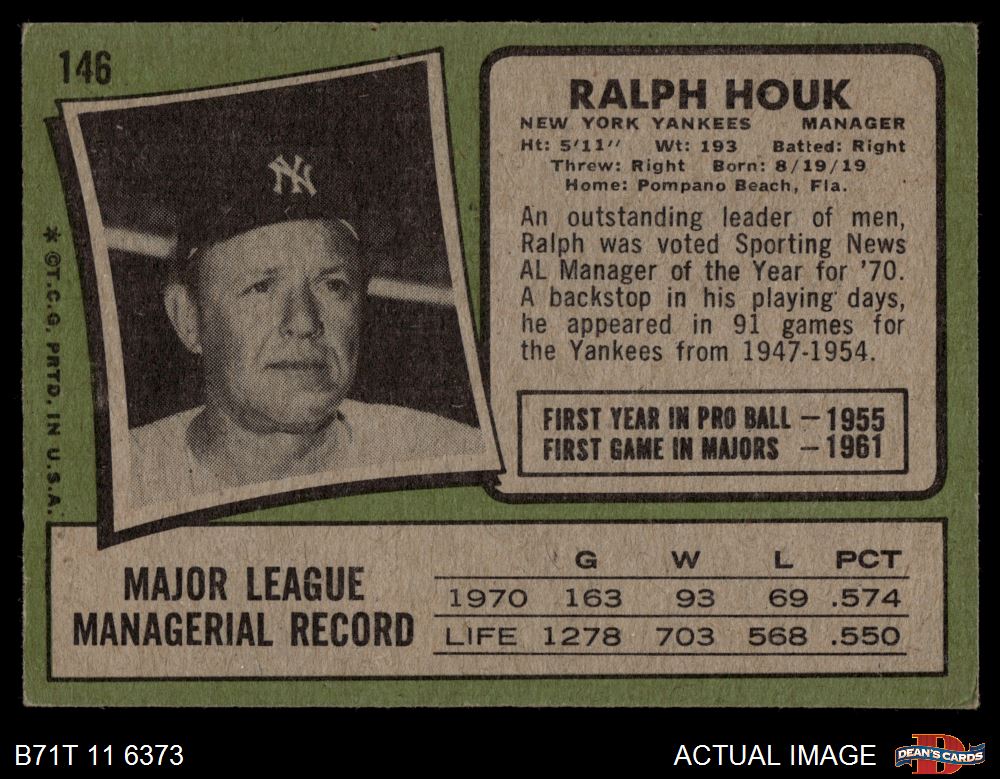 146
NY
* ©T.C.G. PRTD. IN U.S.A.
RALPH HOUK
NEW YORK YANKEES MANAGER
Ht: 5'11" Wt: 193 Batted: Right
Threw: Right Born: 8/19/19
Home: Pompano Beach, Fla.
An outstanding leader of men,
Ralph was voted Sporting News
AL Manager of the Year for '70.
A backstop in his playing days,
he appeared in 91 games for
the Yankees from 1947-1954.
FIRST YEAR IN PRO BALL — 1955
FIRST GAME IN MAJORS — 1961
MAJOR LEAGUE
MANAGERIAL RECORD
G W L PCT
1970 163 93 69 .574
LIFE 1278 703 568 .550
B71T 11 6373
ACTUAL IMAGE
D
DEAN'S CARDS